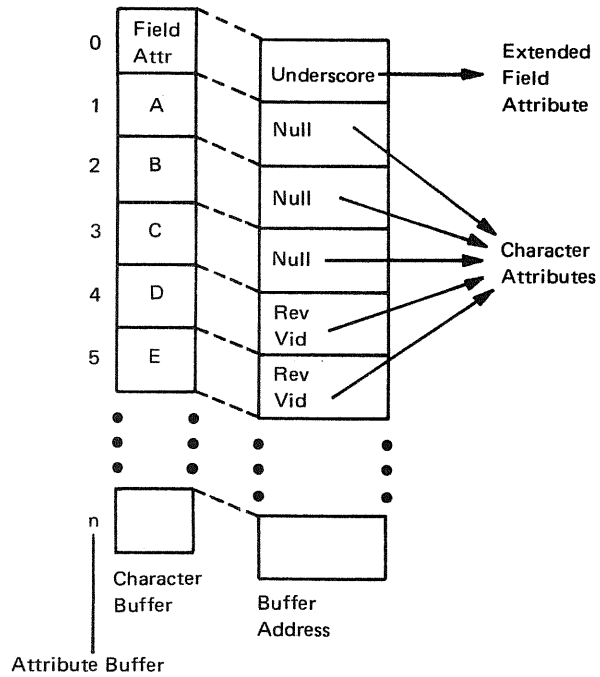 0
Field
Attr
Underscore
Extended
Field
Attribute
1
A
Null
2
B
Null
3
C
Null
Character
Attributes
4
D
Rev
Vid
5
E
Rev
Vid
n
Character
Buffer
Buffer
Address
Attribute Buffer